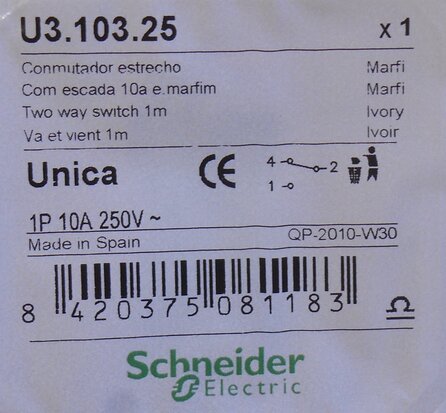 U3.103.25 x 1
Conmutador estrecho Marfi
Com escada 10a e.marfim Marfi
Two way switch 1m Ivory
Va et vient 1m Ivoir
Unica CE 4 2
1
1P 10A 250V ~
Made in Spain QP-2010-W30
8 420375 081183
Schneider
Electric